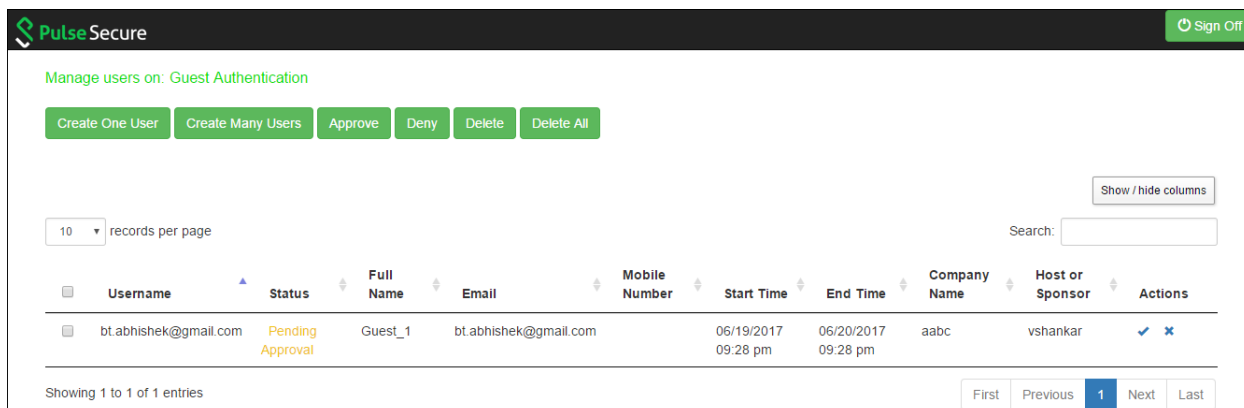 Pulse Secure
Sign Off
Manage users on: Guest Authentication
Create One User Create Many Users Approve Deny Delete Delete All
Show / hide columns
10 records per page Search:
Username Status Full Name Email Mobile Number Start Time End Time Company Name Host or Sponsor Actions
bt.abhishek@gmail.com Pending Approval Guest_1 bt.abhishek@gmail.com 06/19/2017 09:28 pm 06/20/2017 09:28 pm aabc vshankar
Showing 1 to 1 of 1 entries First Previous 1 Next Last